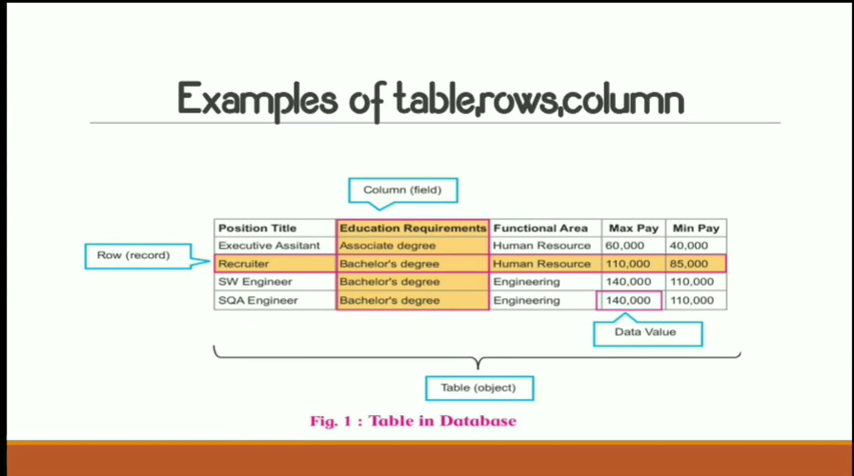 Examples of table,rows,column
Column (field)
Position Title Education Requirements Functional Area Max Pay Min Pay
Executive Assitant Associate degree Human Resource 60,000 40,000
Row (record)
Recruiter Bachelor's degree Human Resource 110,000 85,000
SW Engineer Bachelor's degree Engineering 140,000 110,000
SQA Engineer Bachelor's degree Engineering 140,000 110,000
Data Value
Table (object)
Fig. 1 : Table in Database